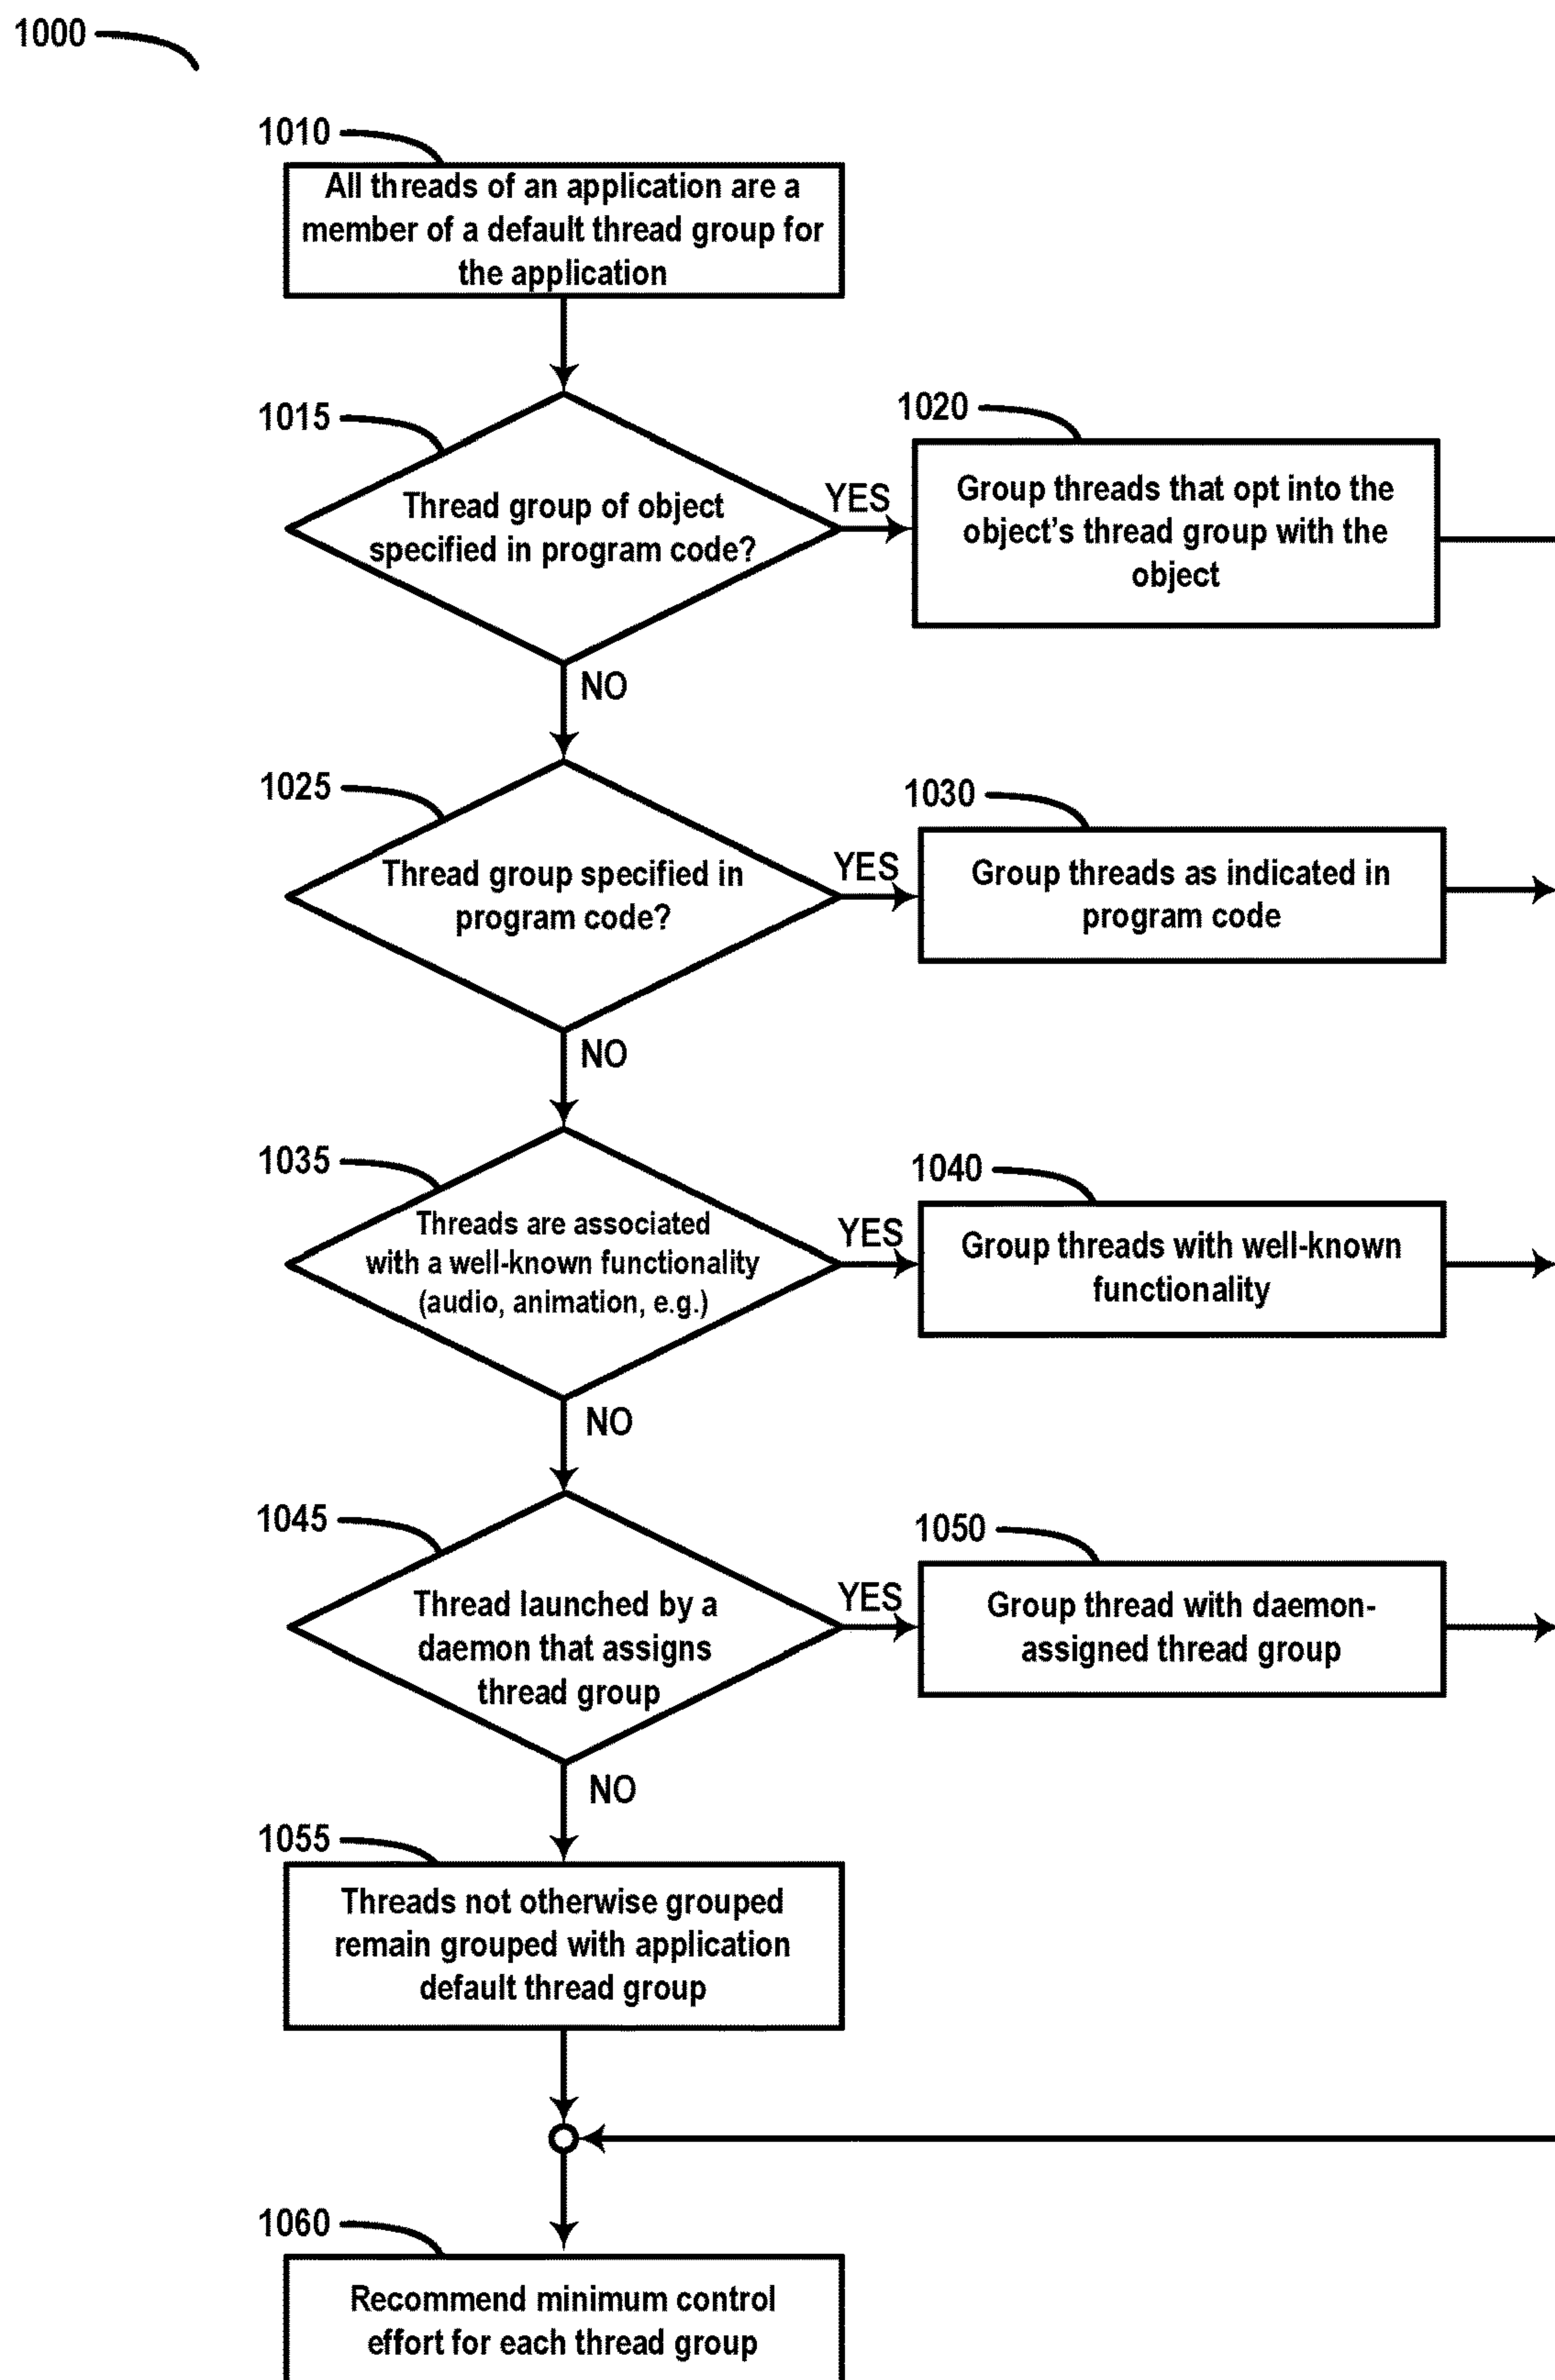 1000
1010
All threads of an application are a
member of a default thread group for
the application
1015
Thread group of object
specified in program code?
YES
1020
Group threads that opt into the
object's thread group with the
object
NO
1025
Thread group specified in
program code?
YES
1030
Group threads as indicated in
program code
NO
1035
Threads are associated
with a well-known functionality
(audio, animation, e.g.)
YES
1040
Group threads with well-known
functionality
NO
1045
Thread launched by a
daemon that assigns
thread group
YES
1050
Group thread with daemon-
assigned thread group
NO
1055
Threads not otherwise grouped
remain grouped with application
default thread group
1060
Recommend minimum control
effort for each thread group